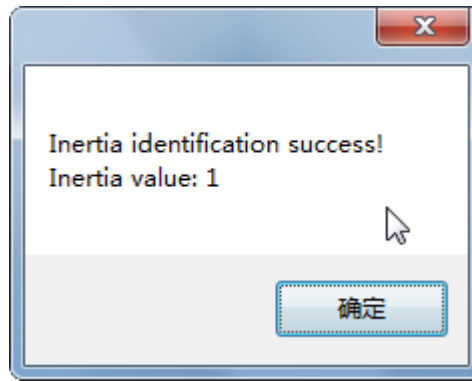 Inertia identification success!
Inertia value: 1
确定